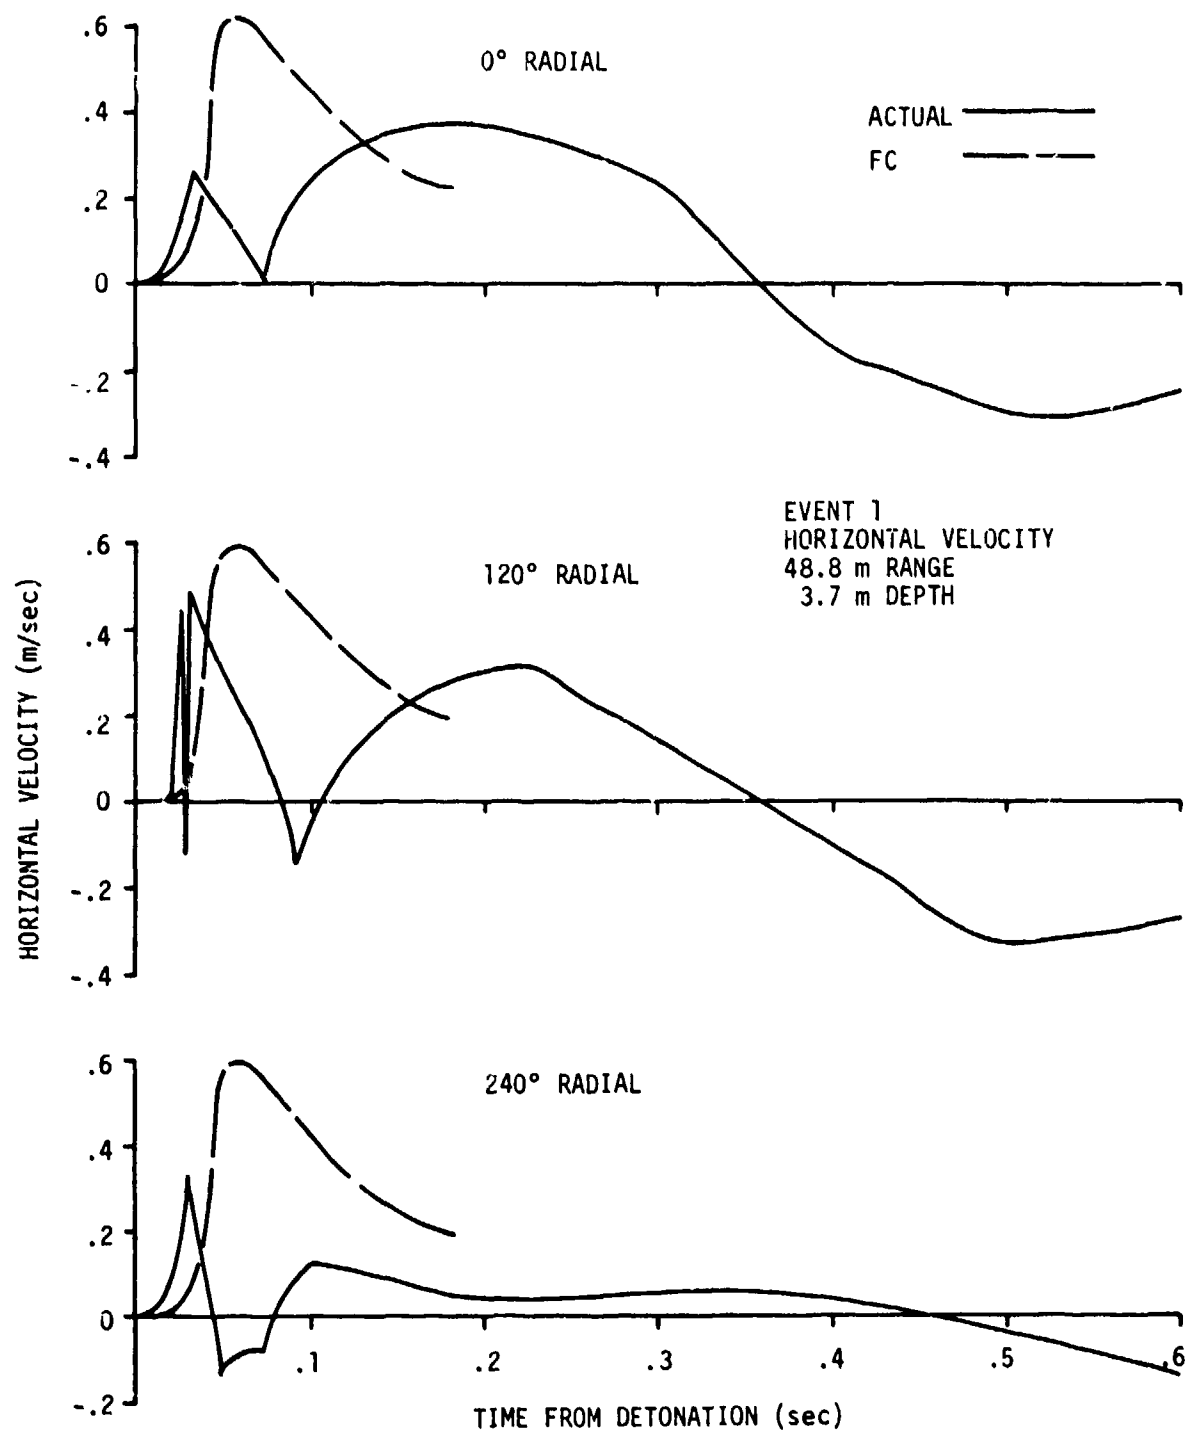 .6
.4
.2
0
-.2
-.4
0° RADIAL
ACTUAL
FC
EVENT 1
HORIZONTAL VELOCITY
48.8 m RANGE
3.7 m DEPTH
.6
.4
.2
0
-.2
-.4
120° RADIAL
HORIZONTAL VELOCITY (m/sec)
.6
.4
.2
0
-.2
240° RADIAL
.1
.2
.3
.4
.5
.6
TIME FROM DETONATION (sec)